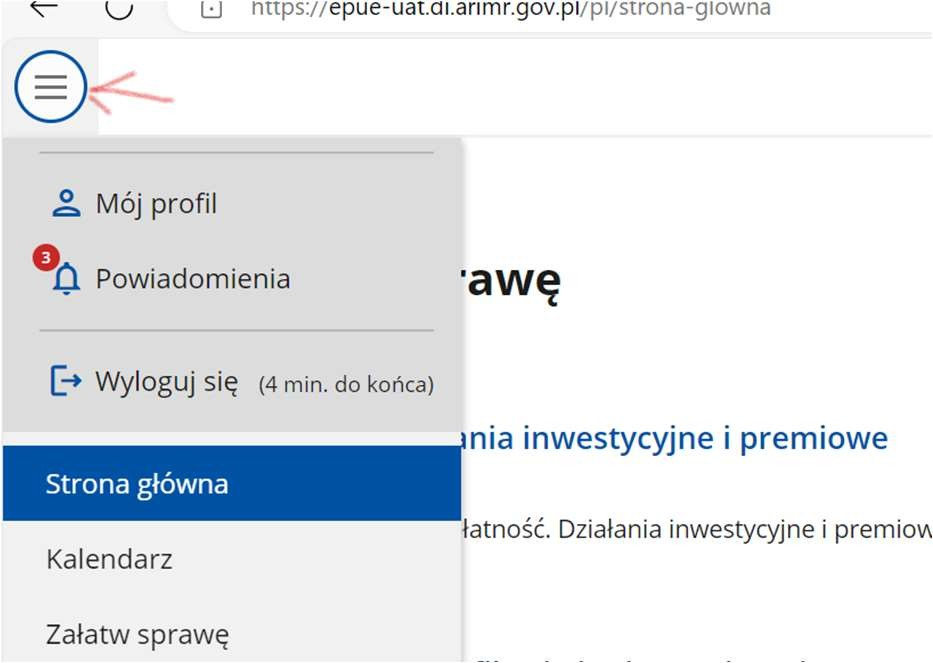 https://epue-uat.di.arimr.gov.pl/pl/strona-glowna
Mój profil
3
Powiadomienia
rawę
Wyloguj się (4 min. do końca)
ania inwestycyjne i premiowe
Strona główna
łatność. Działania inwestycyjne i premiow
Kalendarz
Załatw sprawę